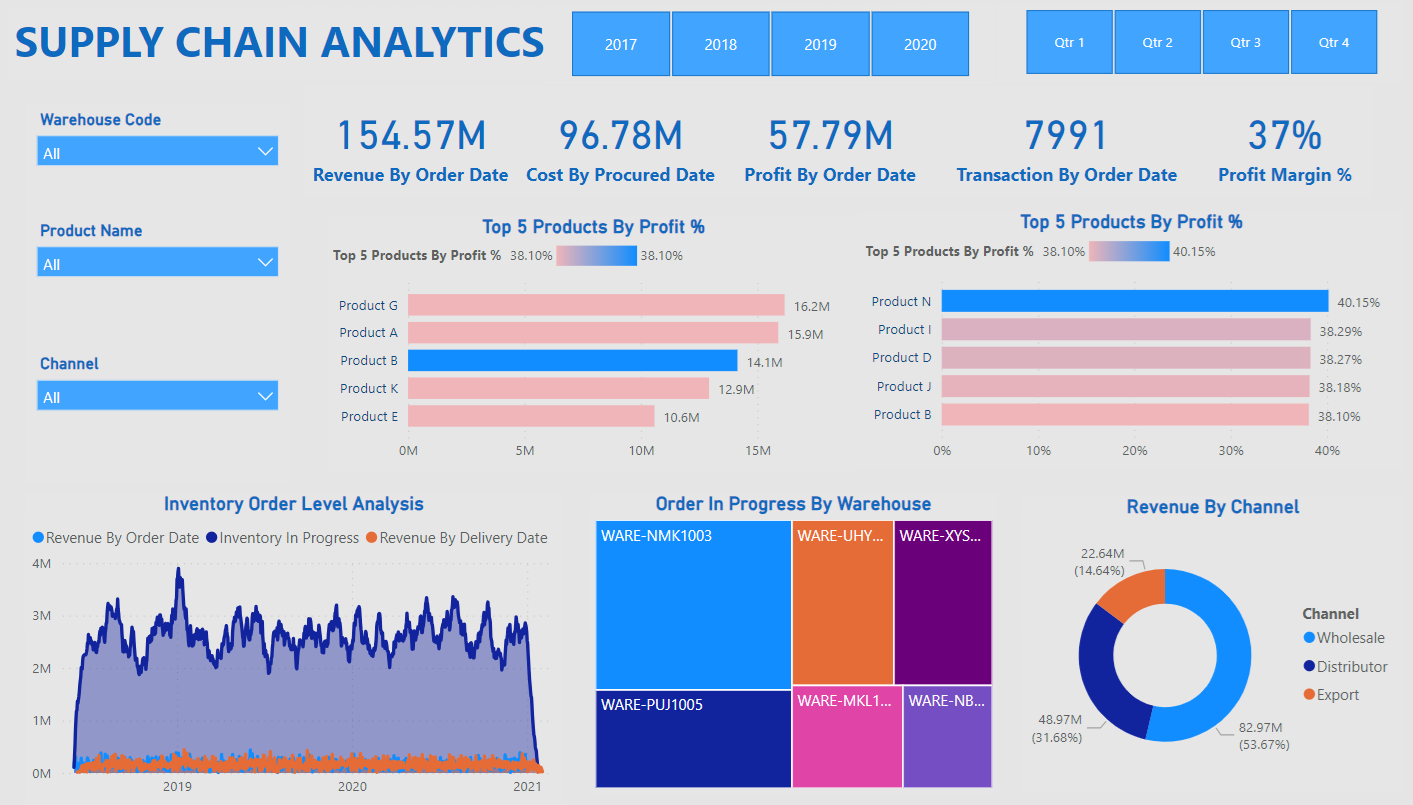 SUPPLY CHAIN ANALYTICS
2017
2018
2019
2020
Qtr 1
Qtr 2
Qtr 3
Qtr 4
Warehouse Code
All
Product Name
All
Channel
All
154.57M
Revenue By Order Date
96.78M
Cost By Procured Date
57.79M
Profit By Order Date
7991
Transaction By Order Date
37%
Profit Margin %
Top 5 Products By Profit %
Top 5 Products By Profit % 38.10% 38.10%
Product G 16.2M
Product A 15.9M
Product B 14.1M
Product K 12.9M
Product E 10.6M
0M 5M 10M 15M
Top 5 Products By Profit %
Top 5 Products By Profit % 38.10% 40.15%
Product N 40.15%
Product I 38.29%
Product D 38.27%
Product J 38.18%
Product B 38.10%
0% 10% 20% 30% 40%
Inventory Order Level Analysis
Revenue By Order Date Inventory In Progress Revenue By Delivery Date
4M
3M
2M
1M
0M
2019 2020 2021
Order In Progress By Warehouse
WARE-NMK1003
WARE-UHY...
WARE-XYS...
WARE-PUJ1005
WARE-MKL1...
WARE-NB...
Revenue By Channel
22.64M
(14.64%)
48.97M
(31.68%)
82.97M
(53.67%)
Channel
Wholesale
Distributor
Export